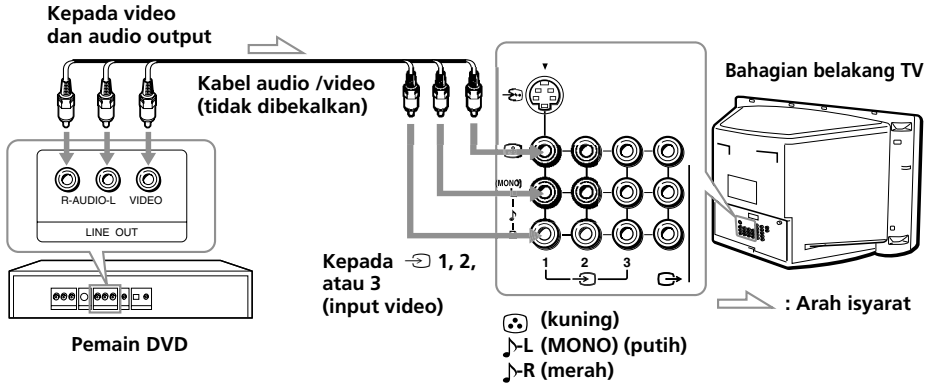 Kepada video
dan audio output
Kabel audio /video
(tidak dibekalkan)
Bahagian belakang TV
R-AUDIO-L VIDEO
LINE OUT
(MONO)
1 2 3
Kepada 1, 2,
atau 3
(input video)
: Arah isyarat
Pemain DVD
(kuning)
-L (MONO) (putih)
-R (merah)